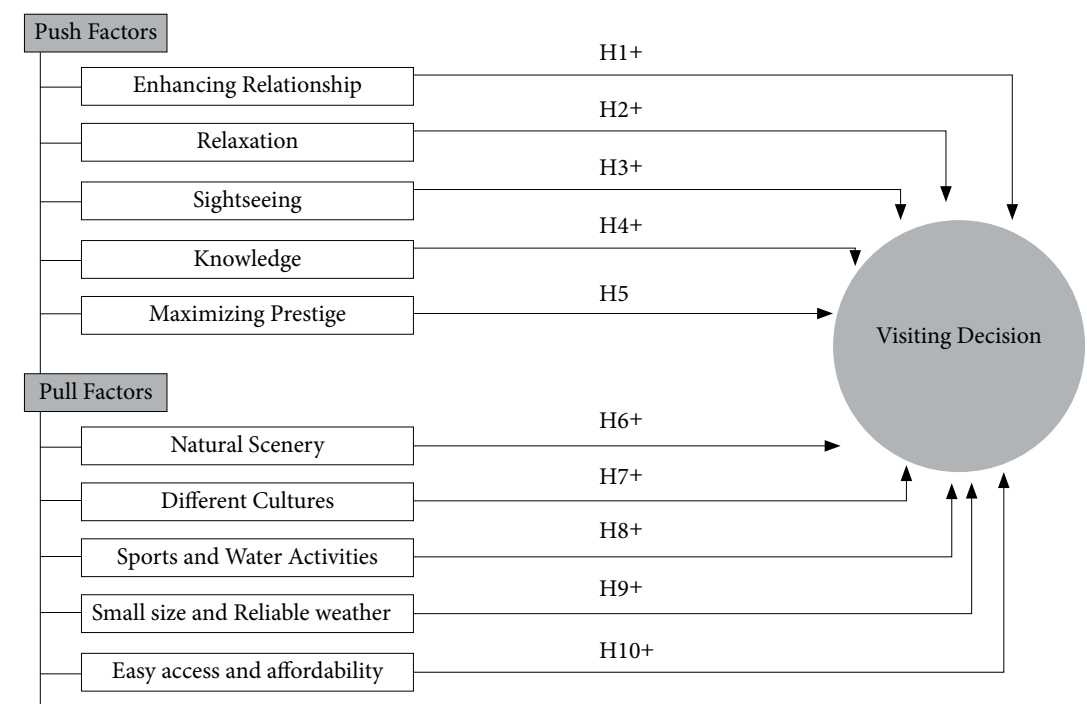 Push Factors
H1+
Enhancing Relationship
H2+
Relaxation
H3+
Sightseeing
H4+
Knowledge
H5
Maximizing Prestige
Visiting Decision
Pull Factors
H6+
Natural Scenery
H7+
Different Cultures
H8+
Sports and Water Activities
H9+
Small size and Reliable weather
H10+
Easy access and affordability